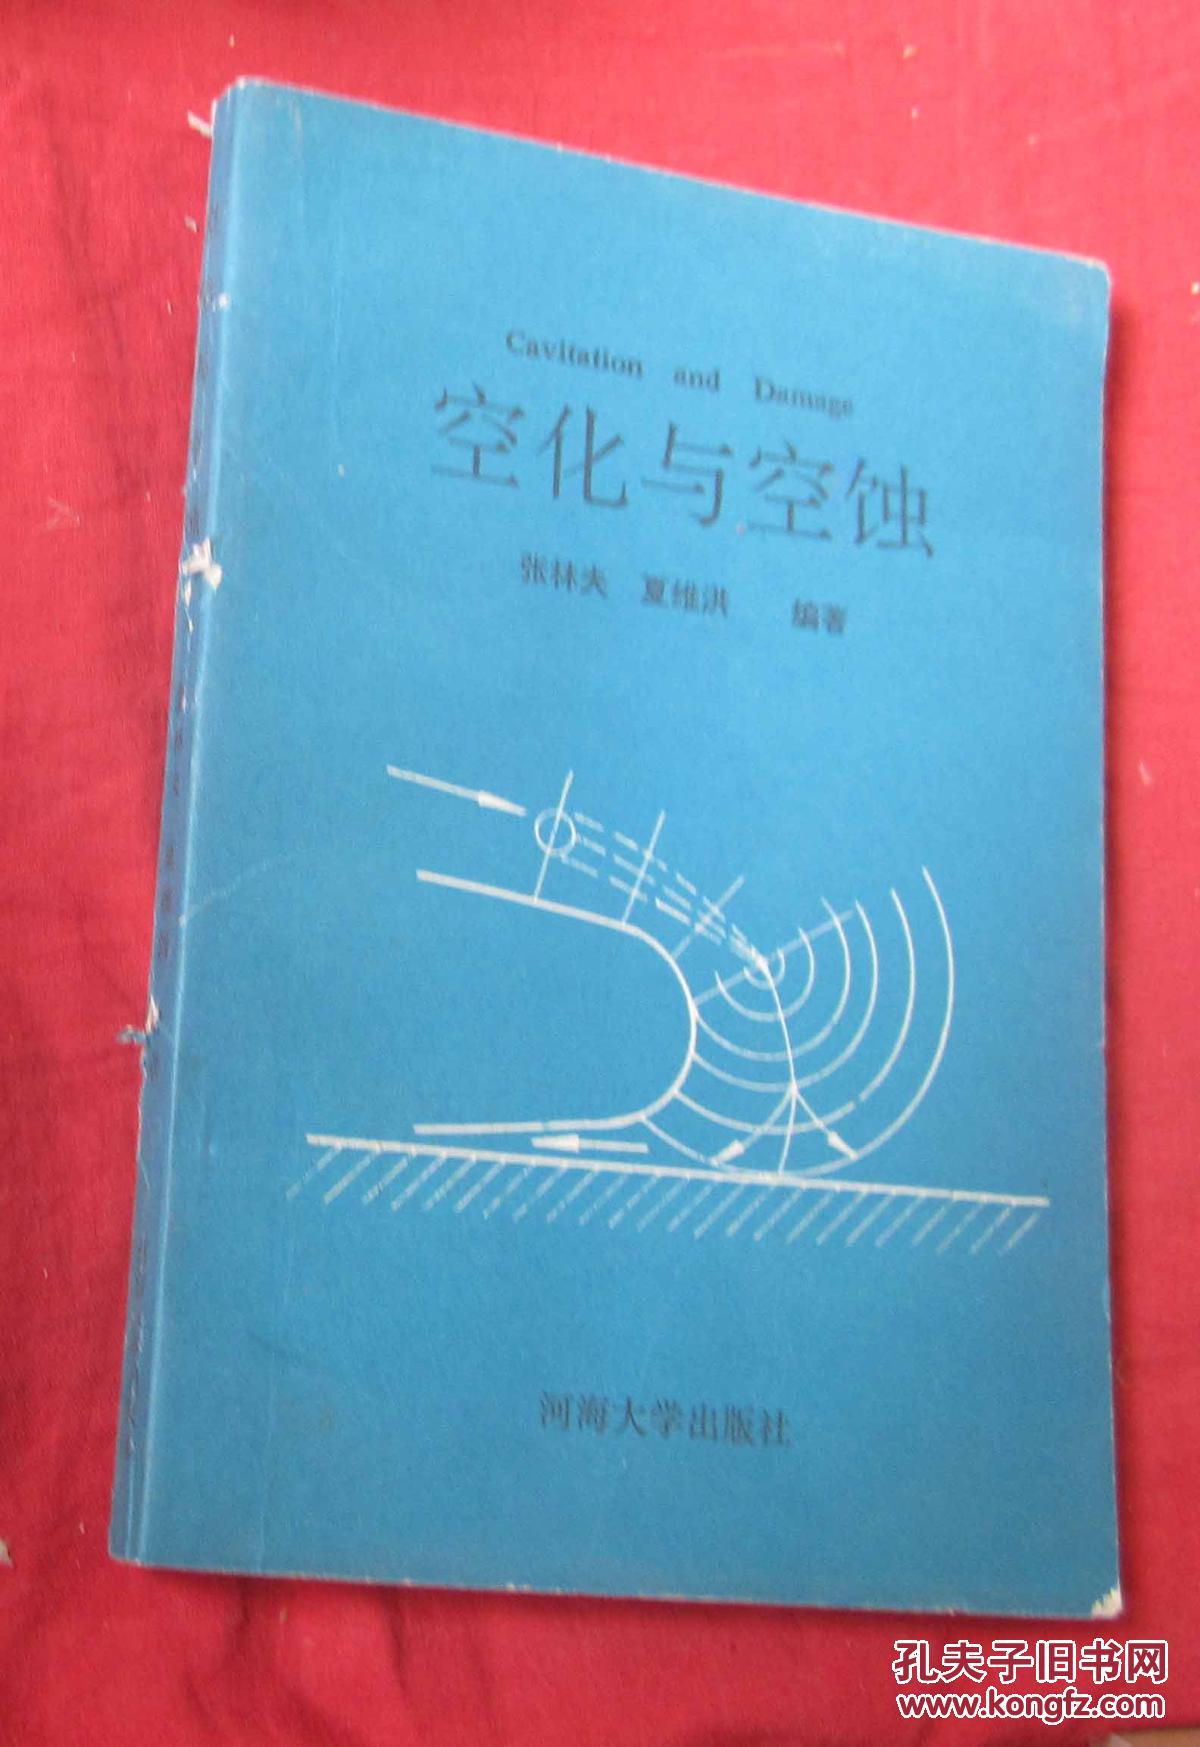 Cavitation and Damage
空化与空蚀
张林夫 夏维洪 编著
河海大学出版社
孔夫子旧书网
www.kongfz.com